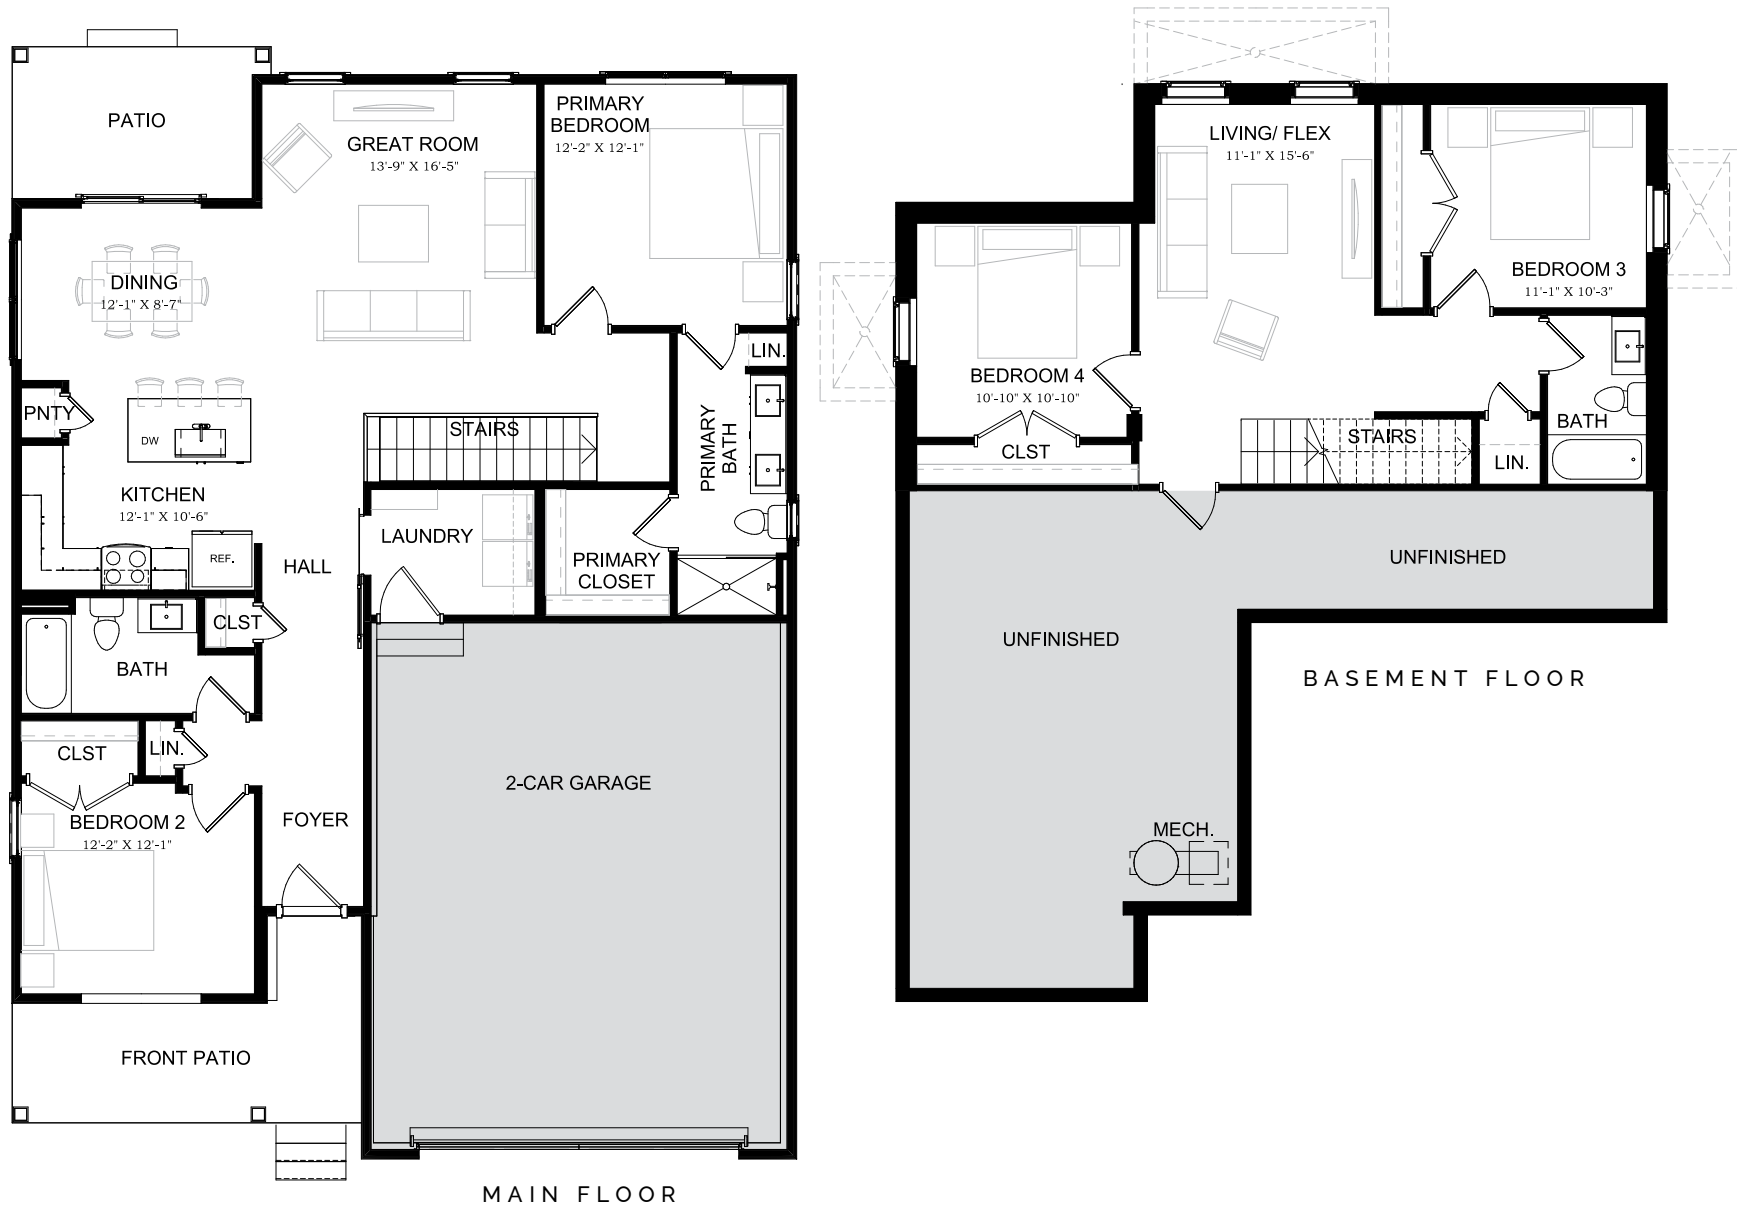 PATIO
GREAT ROOM
13'-9" X 16'-5"
PRIMARY
BEDROOM
12'-2" X 12'-1"
DINING
12'-1" X 8'-7"
LIN.
PNTY
DW
STAIRS
PRIMARY
BATH
KITCHEN
12'-1" X 10'-6"
REF.
HALL
LAUNDRY
PRIMARY
CLOSET
CLST
BATH
CLST
LIN.
2-CAR GARAGE
BEDROOM 2
12'-2" X 12'-1"
FOYER
FRONT PATIO
MAIN FLOOR
LIVING/ FLEX
11'-1" X 15'-6"
BEDROOM 3
11'-1" X 10'-3"
BEDROOM 4
10'-10" X 10'-10"
CLST
STAIRS
BATH
LIN.
UNFINISHED
UNFINISHED
BASEMENT FLOOR
MECH.